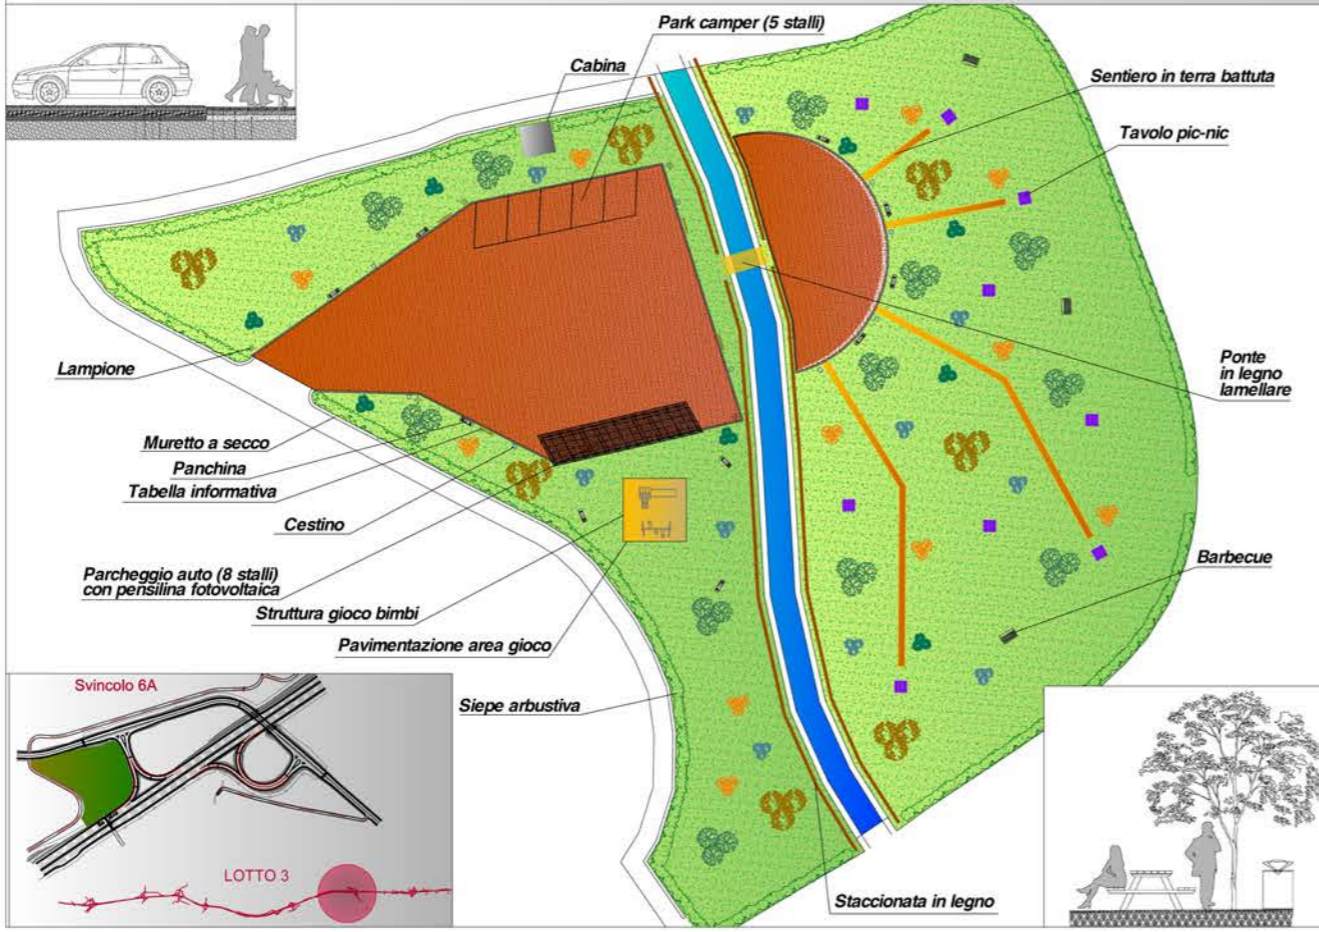 Park camper (5 stalli)
Cabina
Sentiero in terra battuta
Tavolo pic-nic
Lampione
Ponte
in legno
lamellare
Muretto a secco
Panchina
Tabella informativa
Cestino
Parcheggio auto (8 stalli)
con pensilina fotovoltaica
Barbecue
Struttura gioco bimbi
Pavimentazione area gioco
Siepe arbustiva
Svincolo 6A
LOTTO 3
Staccionata in legno